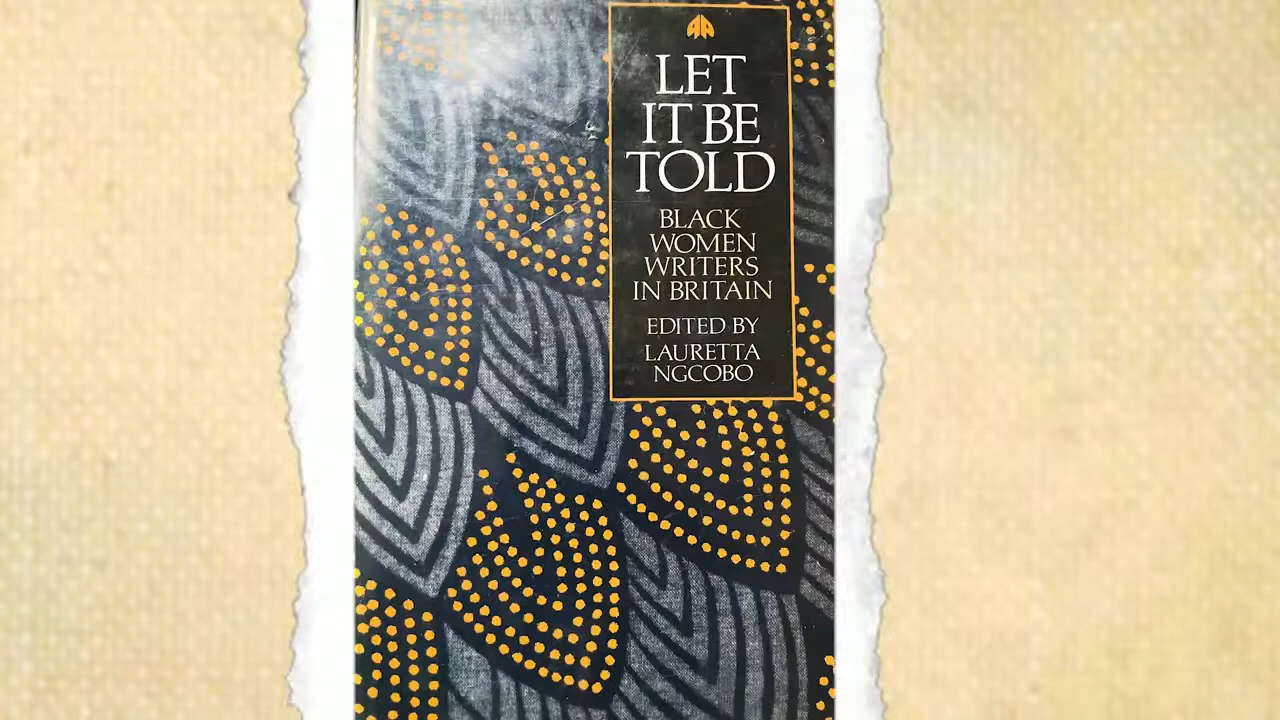 LET
IT BE
TOLD
BLACK
WOMEN
WRITERS
IN BRITAIN
EDITED BY
LAURETTA
NGCOBO